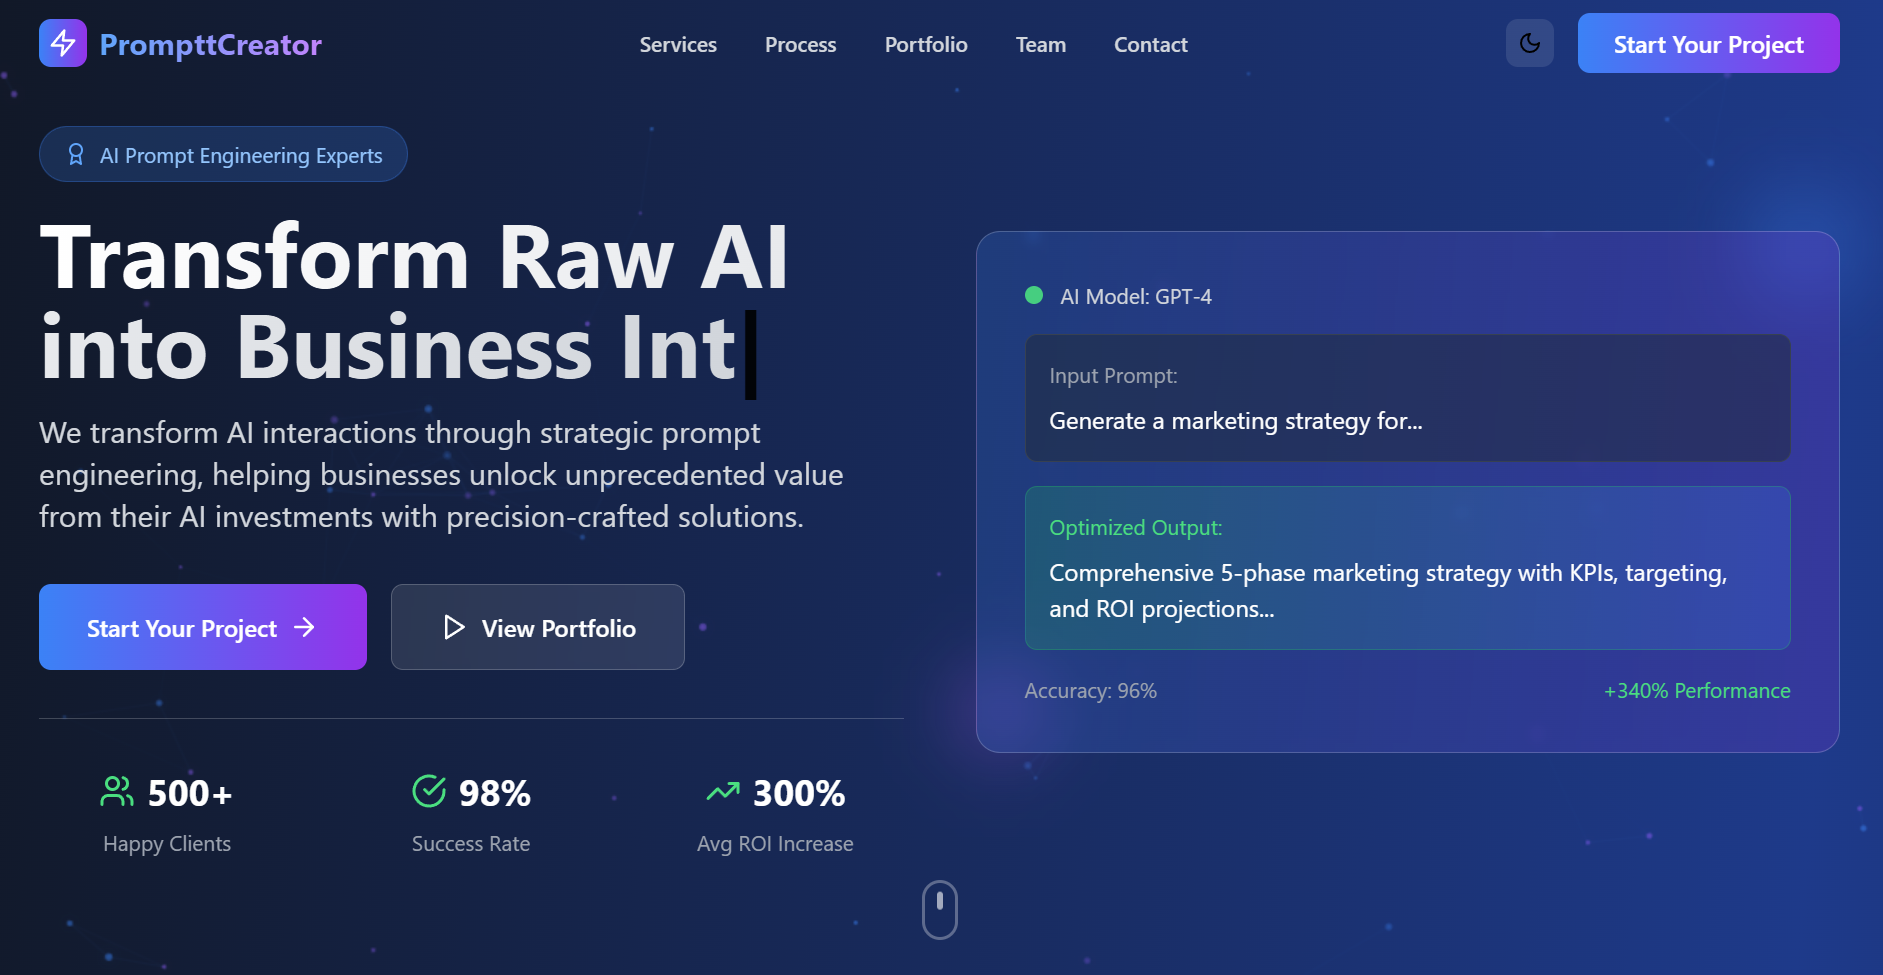 PrompttCreator
Services
Process
Portfolio
Team
Contact
Start Your Project
AI Prompt Engineering Experts
Transform Raw AI
into Business Int
We transform AI interactions through strategic prompt
engineering, helping businesses unlock unprecedented value
from their AI investments with precision-crafted solutions.
Start Your Project
View Portfolio
500+
Happy Clients
98%
Success Rate
300%
Avg ROI Increase
AI Model: GPT-4
Input Prompt:
Generate a marketing strategy for...
Optimized Output:
Comprehensive 5-phase marketing strategy with KPIs, targeting,
and ROI projections...
Accuracy: 96%
+340% Performance